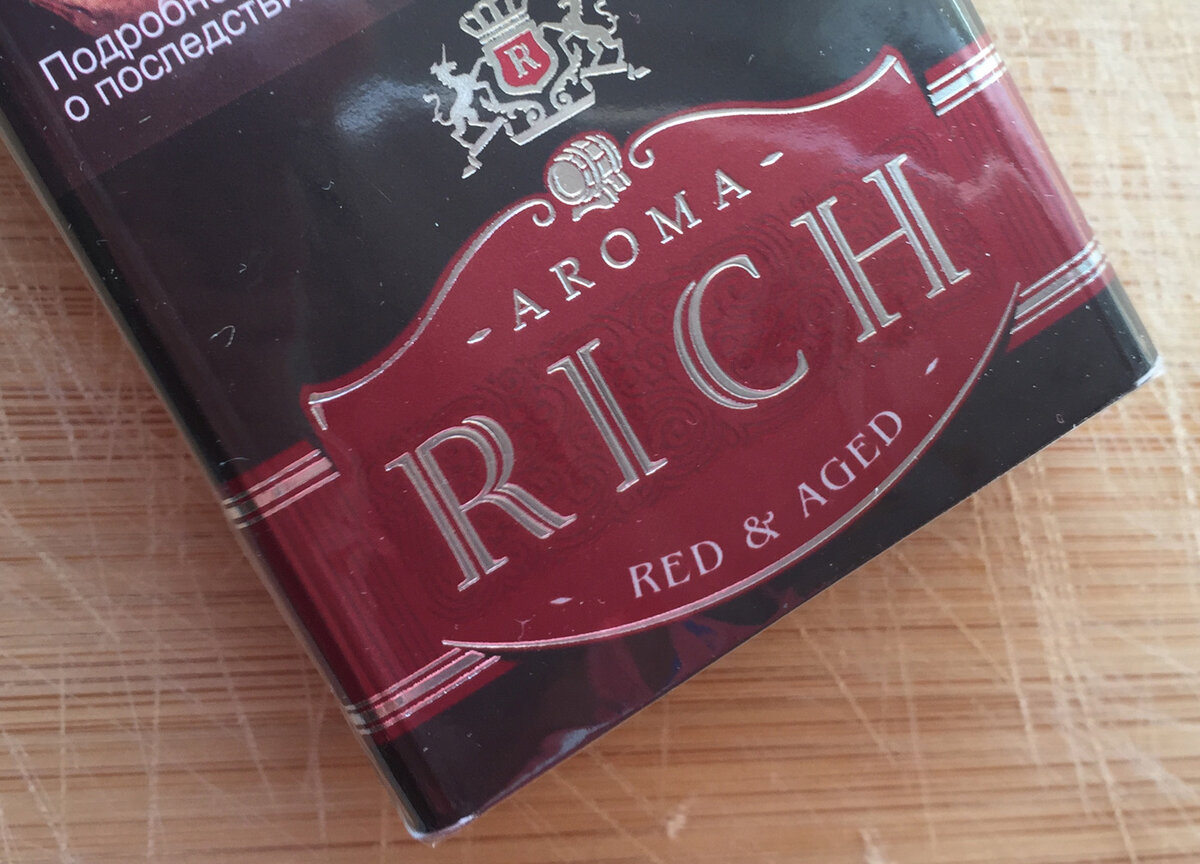 Подробно
о последстви
R
AROMA
RICH
RED & AGED